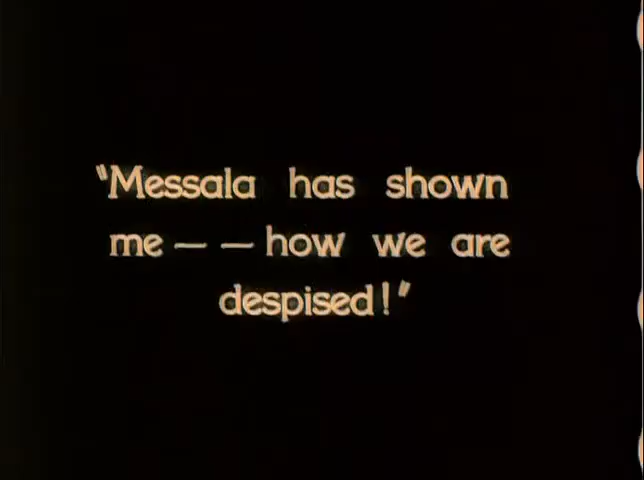 "Messala has shown
me — — how we are
despised!"